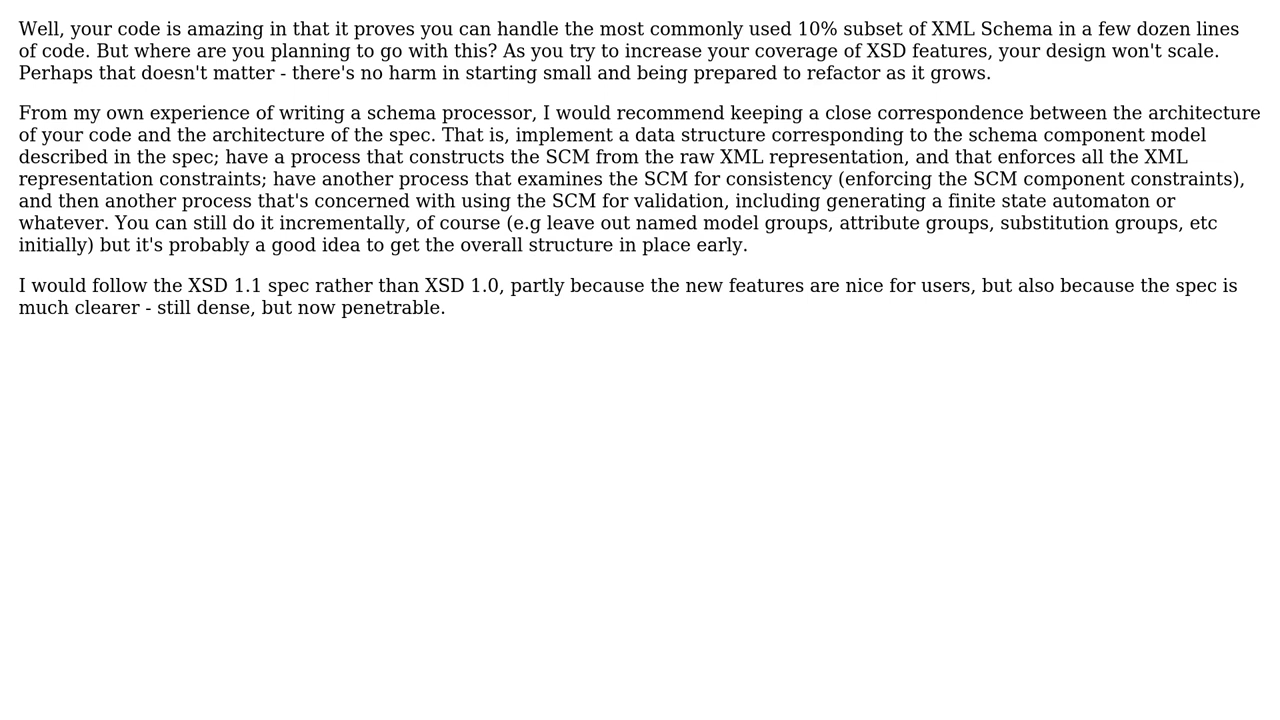 Well, your code is amazing in that it proves you can handle the most commonly used 10% subset of XML Schema in a few dozen lines
of code. But where are you planning to go with this? As you try to increase your coverage of XSD features, your design won't scale.
Perhaps that doesn't matter - there's no harm in starting small and being prepared to refactor as it grows.
From my own experience of writing a schema processor, I would recommend keeping a close correspondence between the architecture
of your code and the architecture of the spec. That is, implement a data structure corresponding to the schema component model
described in the spec; have a process that constructs the SCM from the raw XML representation, and that enforces all the XML
representation constraints; have another process that examines the SCM for consistency (enforcing the SCM component constraints),
and then another process that's concerned with using the SCM for validation, including generating a finite state automaton or
whatever. You can still do it incrementally, of course (e.g leave out named model groups, attribute groups, substitution groups, etc
initially) but it's probably a good idea to get the overall structure in place early.
I would follow the XSD 1.1 spec rather than XSD 1.0, partly because the new features are nice for users, but also because the spec is
much clearer - still dense, but now penetrable.